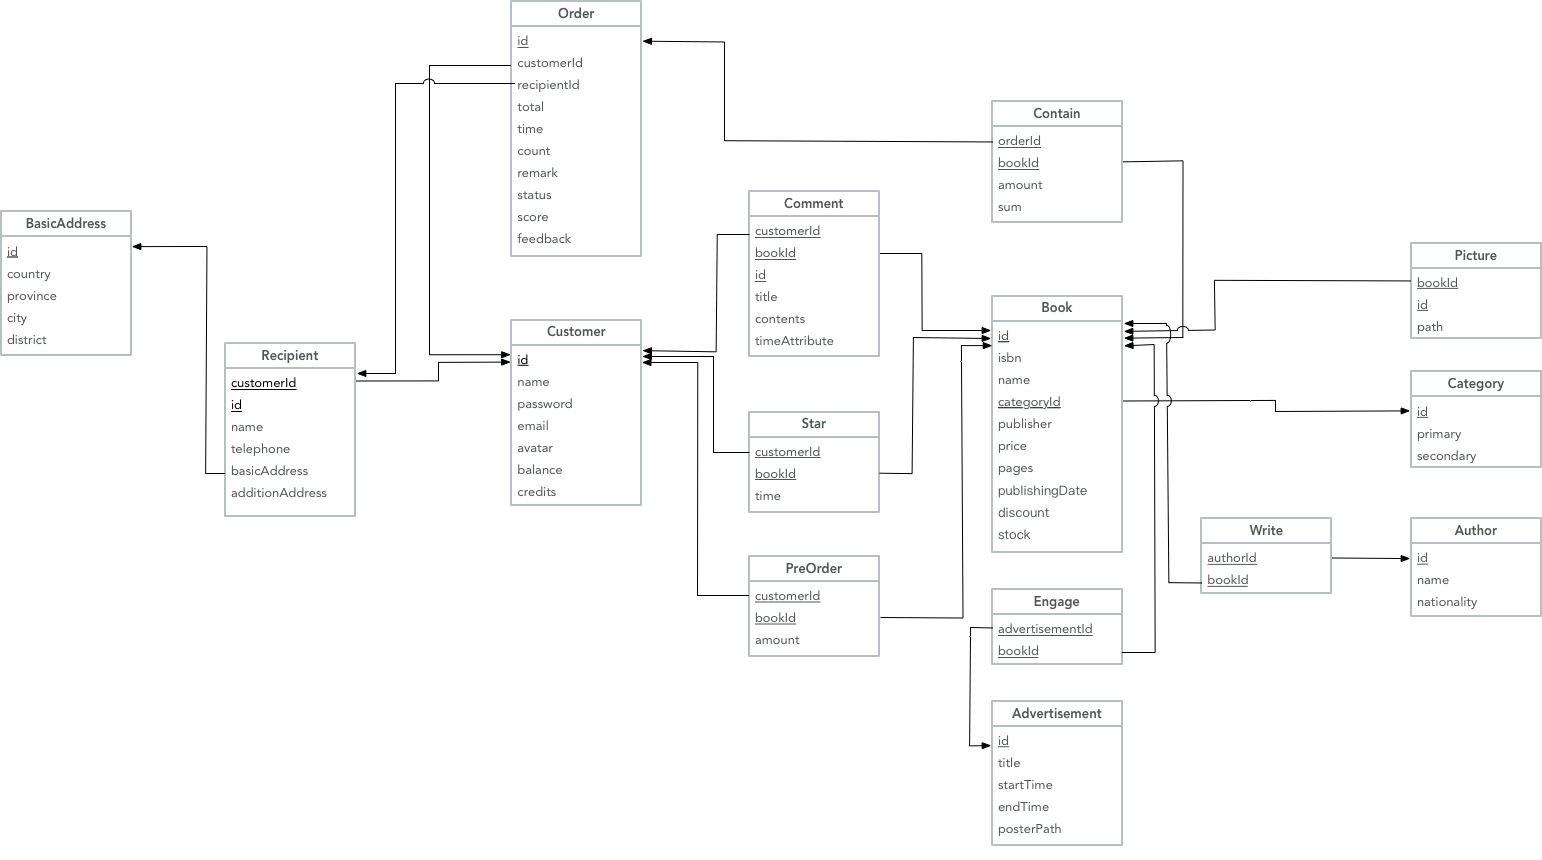 Order
id
customerId
recipientId
total
time
count
remark
status
score
feedback
Contain
orderId
bookId
amount
sum
BasicAddress
id
country
province
city
district
Comment
customerId
bookId
id
title
contents
timeAttribute
Picture
bookId
id
path
Recipient
customerId
id
name
telephone
basicAddress
additionAddress
Customer
id
name
password
email
avatar
balance
credits
Book
id
isbn
name
categoryId
publisher
price
pages
publishingDate
discount
stock
Category
id
primary
secondary
Star
customerId
bookId
time
Write
authorId
bookId
Author
id
name
nationality
PreOrder
customerId
bookId
amount
Engage
advertisementId
bookId
Advertisement
id
title
startTime
endTime
posterPath